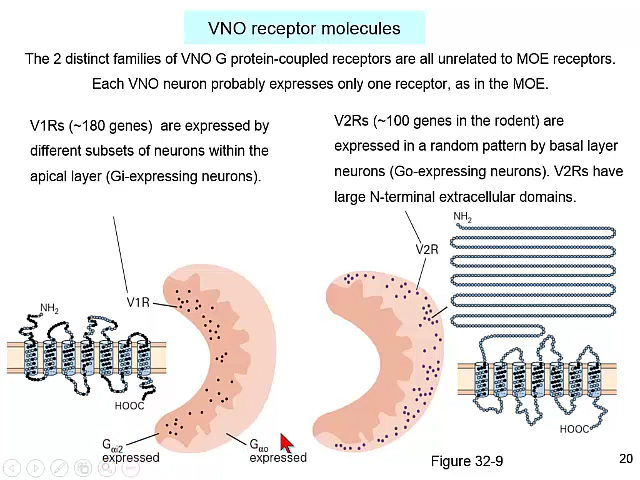 VNO receptor molecules
The 2 distinct families of VNO G protein-coupled receptors are all unrelated to MOE receptors.
Each VNO neuron probably expresses only one receptor, as in the MOE.
V1Rs (~180 genes) are expressed by
different subsets of neurons within the
apical layer (Gi-expressing neurons).
V2Rs (~100 genes in the rodent) are
expressed in a random pattern by basal layer
neurons (Go-expressing neurons). V2Rs have
large N-terminal extracellular domains.
NH2
V2R
V1R
NH2
HOOC
HOOC
Gαi2
expressed
Gαo
expressed
Figure 32-9
20